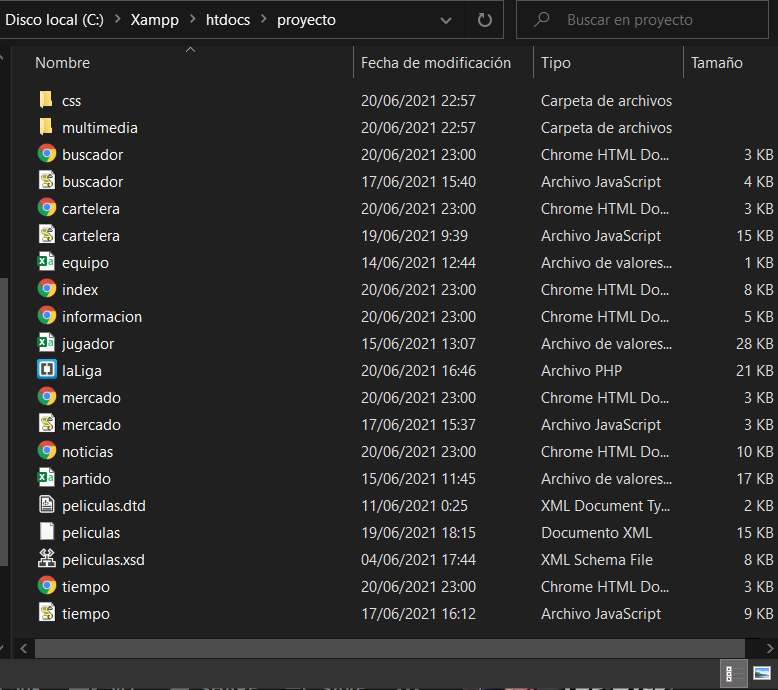 Disco local (C:) > Xampp > htdocs > proyecto Buscar en proyecto
Nombre Fecha de modificación Tipo Tamaño
css 20/06/2021 22:57 Carpeta de archivos
multimedia 20/06/2021 22:57 Carpeta de archivos
buscador 20/06/2021 23:00 Chrome HTML Do... 3 KB
buscador 17/06/2021 15:40 Archivo JavaScript 4 KB
cartelera 20/06/2021 23:00 Chrome HTML Do... 3 KB
cartelera 19/06/2021 9:39 Archivo JavaScript 15 KB
equipo 14/06/2021 12:44 Archivo de valores... 1 KB
index 20/06/2021 23:00 Chrome HTML Do... 8 KB
informacion 20/06/2021 23:00 Chrome HTML Do... 5 KB
jugador 15/06/2021 13:07 Archivo de valores... 28 KB
laLiga 20/06/2021 16:46 Archivo PHP 21 KB
mercado 20/06/2021 23:00 Chrome HTML Do... 3 KB
mercado 17/06/2021 15:37 Archivo JavaScript 3 KB
noticias 20/06/2021 23:00 Chrome HTML Do... 10 KB
partido 15/06/2021 11:45 Archivo de valores... 17 KB
peliculas.dtd 11/06/2021 0:25 XML Document Ty... 2 KB
peliculas 19/06/2021 18:15 Documento XML 15 KB
peliculas.xsd 04/06/2021 17:44 XML Schema File 8 KB
tiempo 20/06/2021 23:00 Chrome HTML Do... 3 KB
tiempo 17/06/2021 16:12 Archivo JavaScript 9 KB